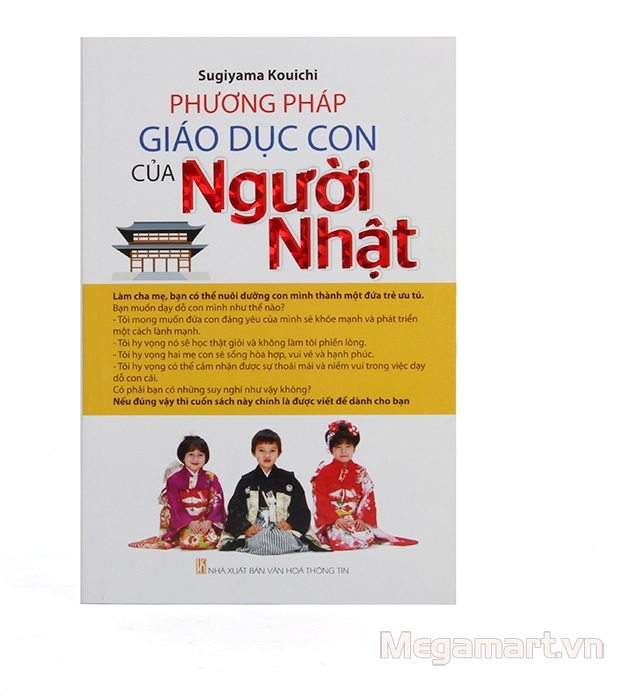 Sugiyama Kouichi
PHƯƠNG PHÁP
GIÁO DỤC CON
CỦA Người
Nhật
Làm cha mẹ, bạn có thể nuôi dưỡng con mình thành một đứa trẻ ưu tú.
Bạn muốn dạy dỗ con mình như thế nào?
- Tôi mong muốn đứa con đáng yêu của mình sẽ khỏe mạnh và phát triển
một cách lành mạnh.
- Tôi hy vọng nó sẽ học thật giỏi và không làm tôi phiền lòng.
- Tôi hy vọng hai mẹ con sẽ sống hòa hợp, vui vẻ và hạnh phúc.
- Tôi hy vọng có thể cảm nhận được sự thoải mái và niềm vui trong việc dạy
dỗ con cái.
Có phải bạn có những suy nghĩ như vậy không?
Nếu đúng vậy thì cuốn sách này chính là được viết để dành cho bạn
NHÀ XUẤT BẢN VĂN HOÁ THÔNG TIN
Megamart.vn